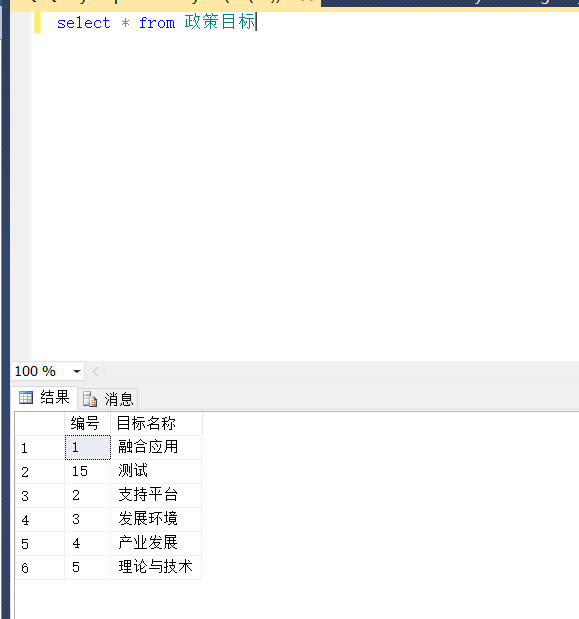 select * from 政策目标
100 %
结果 消息
编号 目标名称
1 1 融合应用
2 15 测试
3 2 支持平台
4 3 发展环境
5 4 产业发展
6 5 理论与技术